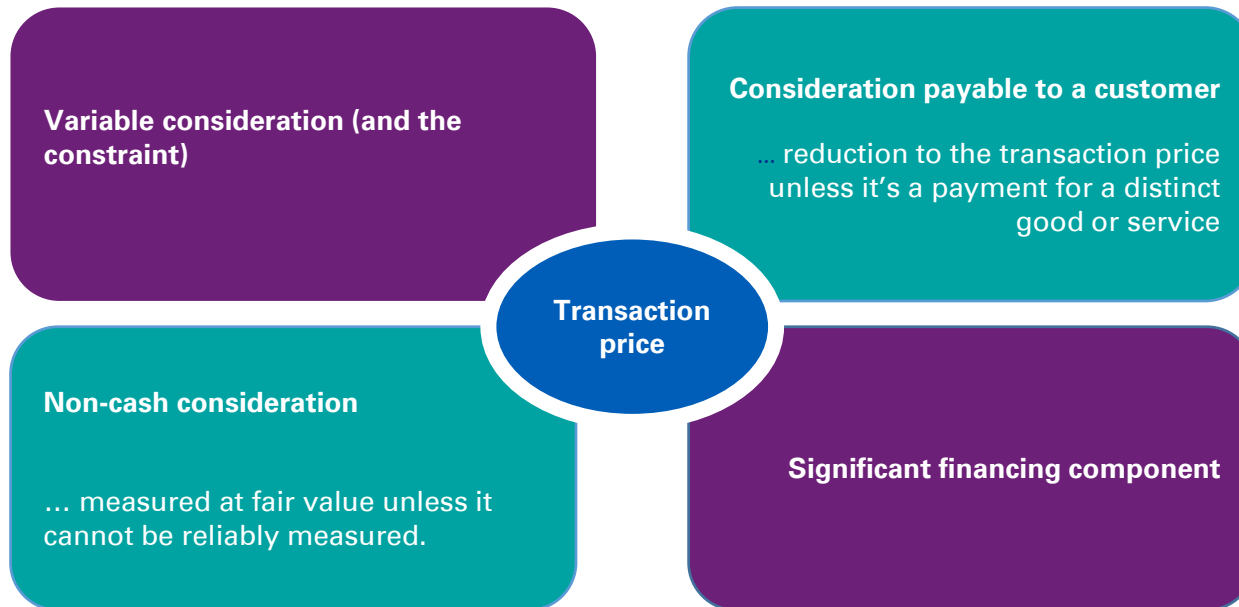 Variable consideration (and the
constraint)
Consideration payable to a customer
... reduction to the transaction price
unless it’s a payment for a distinct
good or service
Transaction
price
Non-cash consideration
… measured at fair value unless it
cannot be reliably measured.
Significant financing component